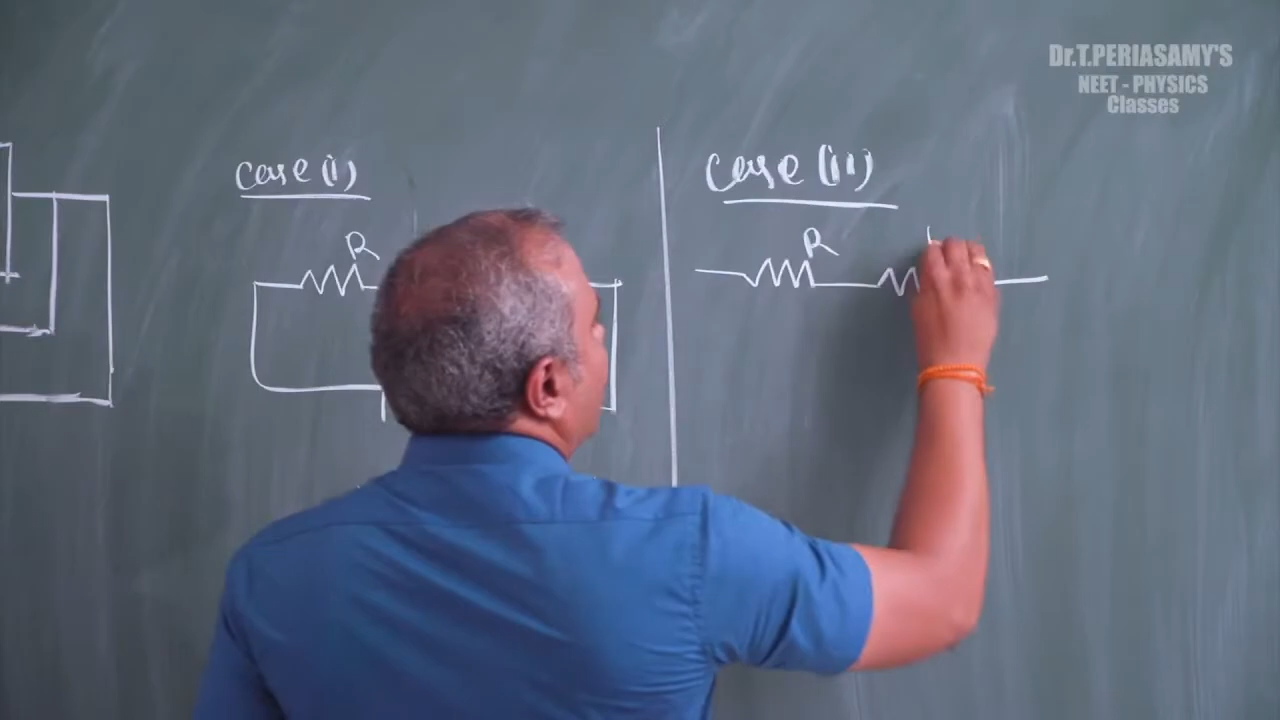 Dr.T.PERIASAMY'S
NEET - PHYSICS
Classes
Case (i)
R
Case (ii)
R